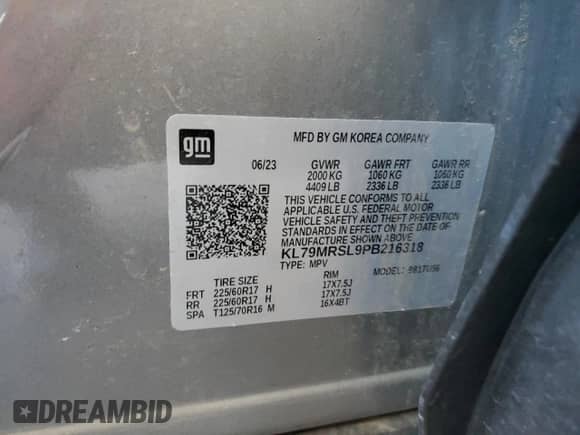 gm
MFD BY GM KOREA COMPANY
06/23 GVWR GAWR FRT GAWR RR
2000 KG 1060 KG 1060 KG
4409 LB 2336 LB 2336 LB
THIS VEHICLE CONFORMS TO ALL
APPLICABLE U.S. FEDERAL MOTOR
VEHICLE SAFETY AND THEFT PREVENTION
STANDARDS IN EFFECT ON THE DATE OF
MANUFACTURE SHOWN ABOVE.
KL79MRSL9PB216318
TYPE: MPV MODEL: 9B1TU56
TIRE SIZE RIM
FRT 225/60R17 H 17X7.5J
RR 225/60R17 H 17X7.5J
SPA T125/70R16 M 16X4BT
DREAMBID